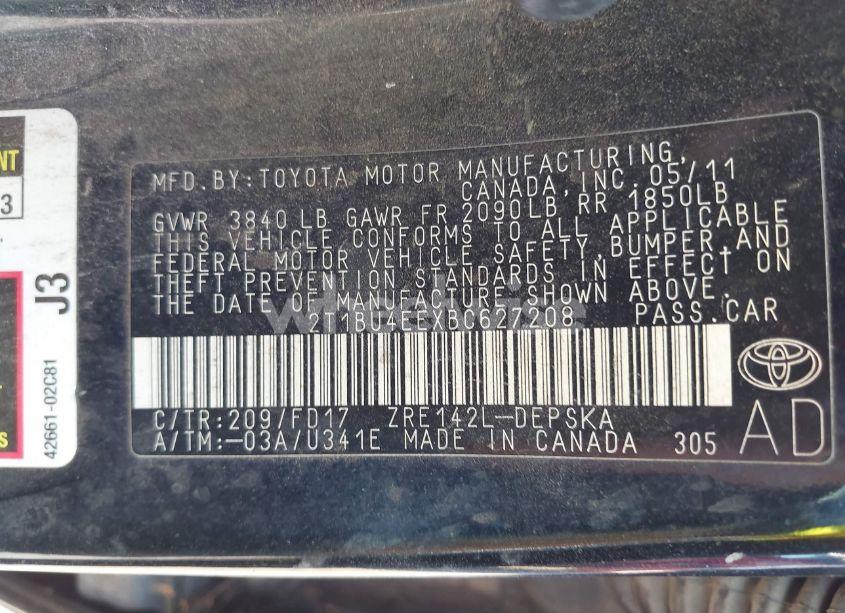 NT
3
J3
42661-02C81
S
MFD.BY:TOYOTA MOTOR MANUFACTURING,
CANADA,INC.05/11
GVWR 3840 LB GAWR FR 2090LB,RR 1850LB
THIS VEHICLE CONFORMS TO ALL APPLICABLE
FEDERAL MOTOR VEHICLE SAFETY,BUMPER,AND
THEFT PREVENTION STANDARDS IN EFFECT ON
THE DATE OF MANUFACTURE SHOWN ABOVE.
PASS.CAR
C/TR:209/FD17 ZRE142L-DEPSKA
A/TM:-03A/U341E MADE IN CANADA 305
AD